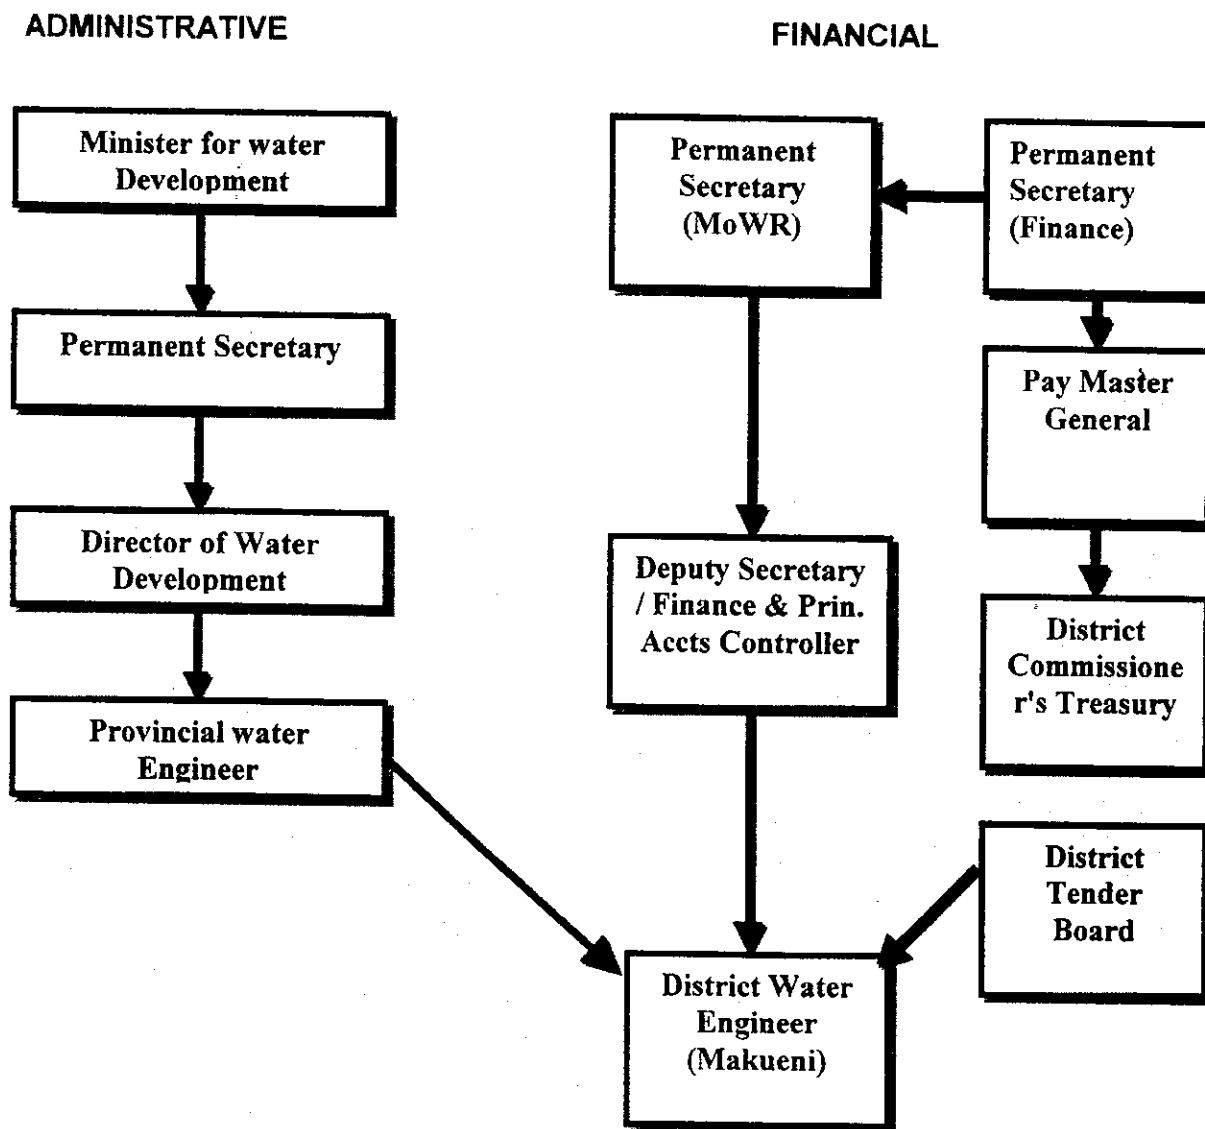 ADMINISTRATIVE
FINANCIAL
Minister for water
Development
Permanent Secretary
Director of Water
Development
Provincial water
Engineer
Permanent
Secretary
(MoWR)
Permanent
Secretary
(Finance)
Pay Master
General
Deputy Secretary
/ Finance & Prin.
Accts Controller
District
Commissione
r's Treasury
District
Tender
Board
District Water
Engineer
(Makueni)